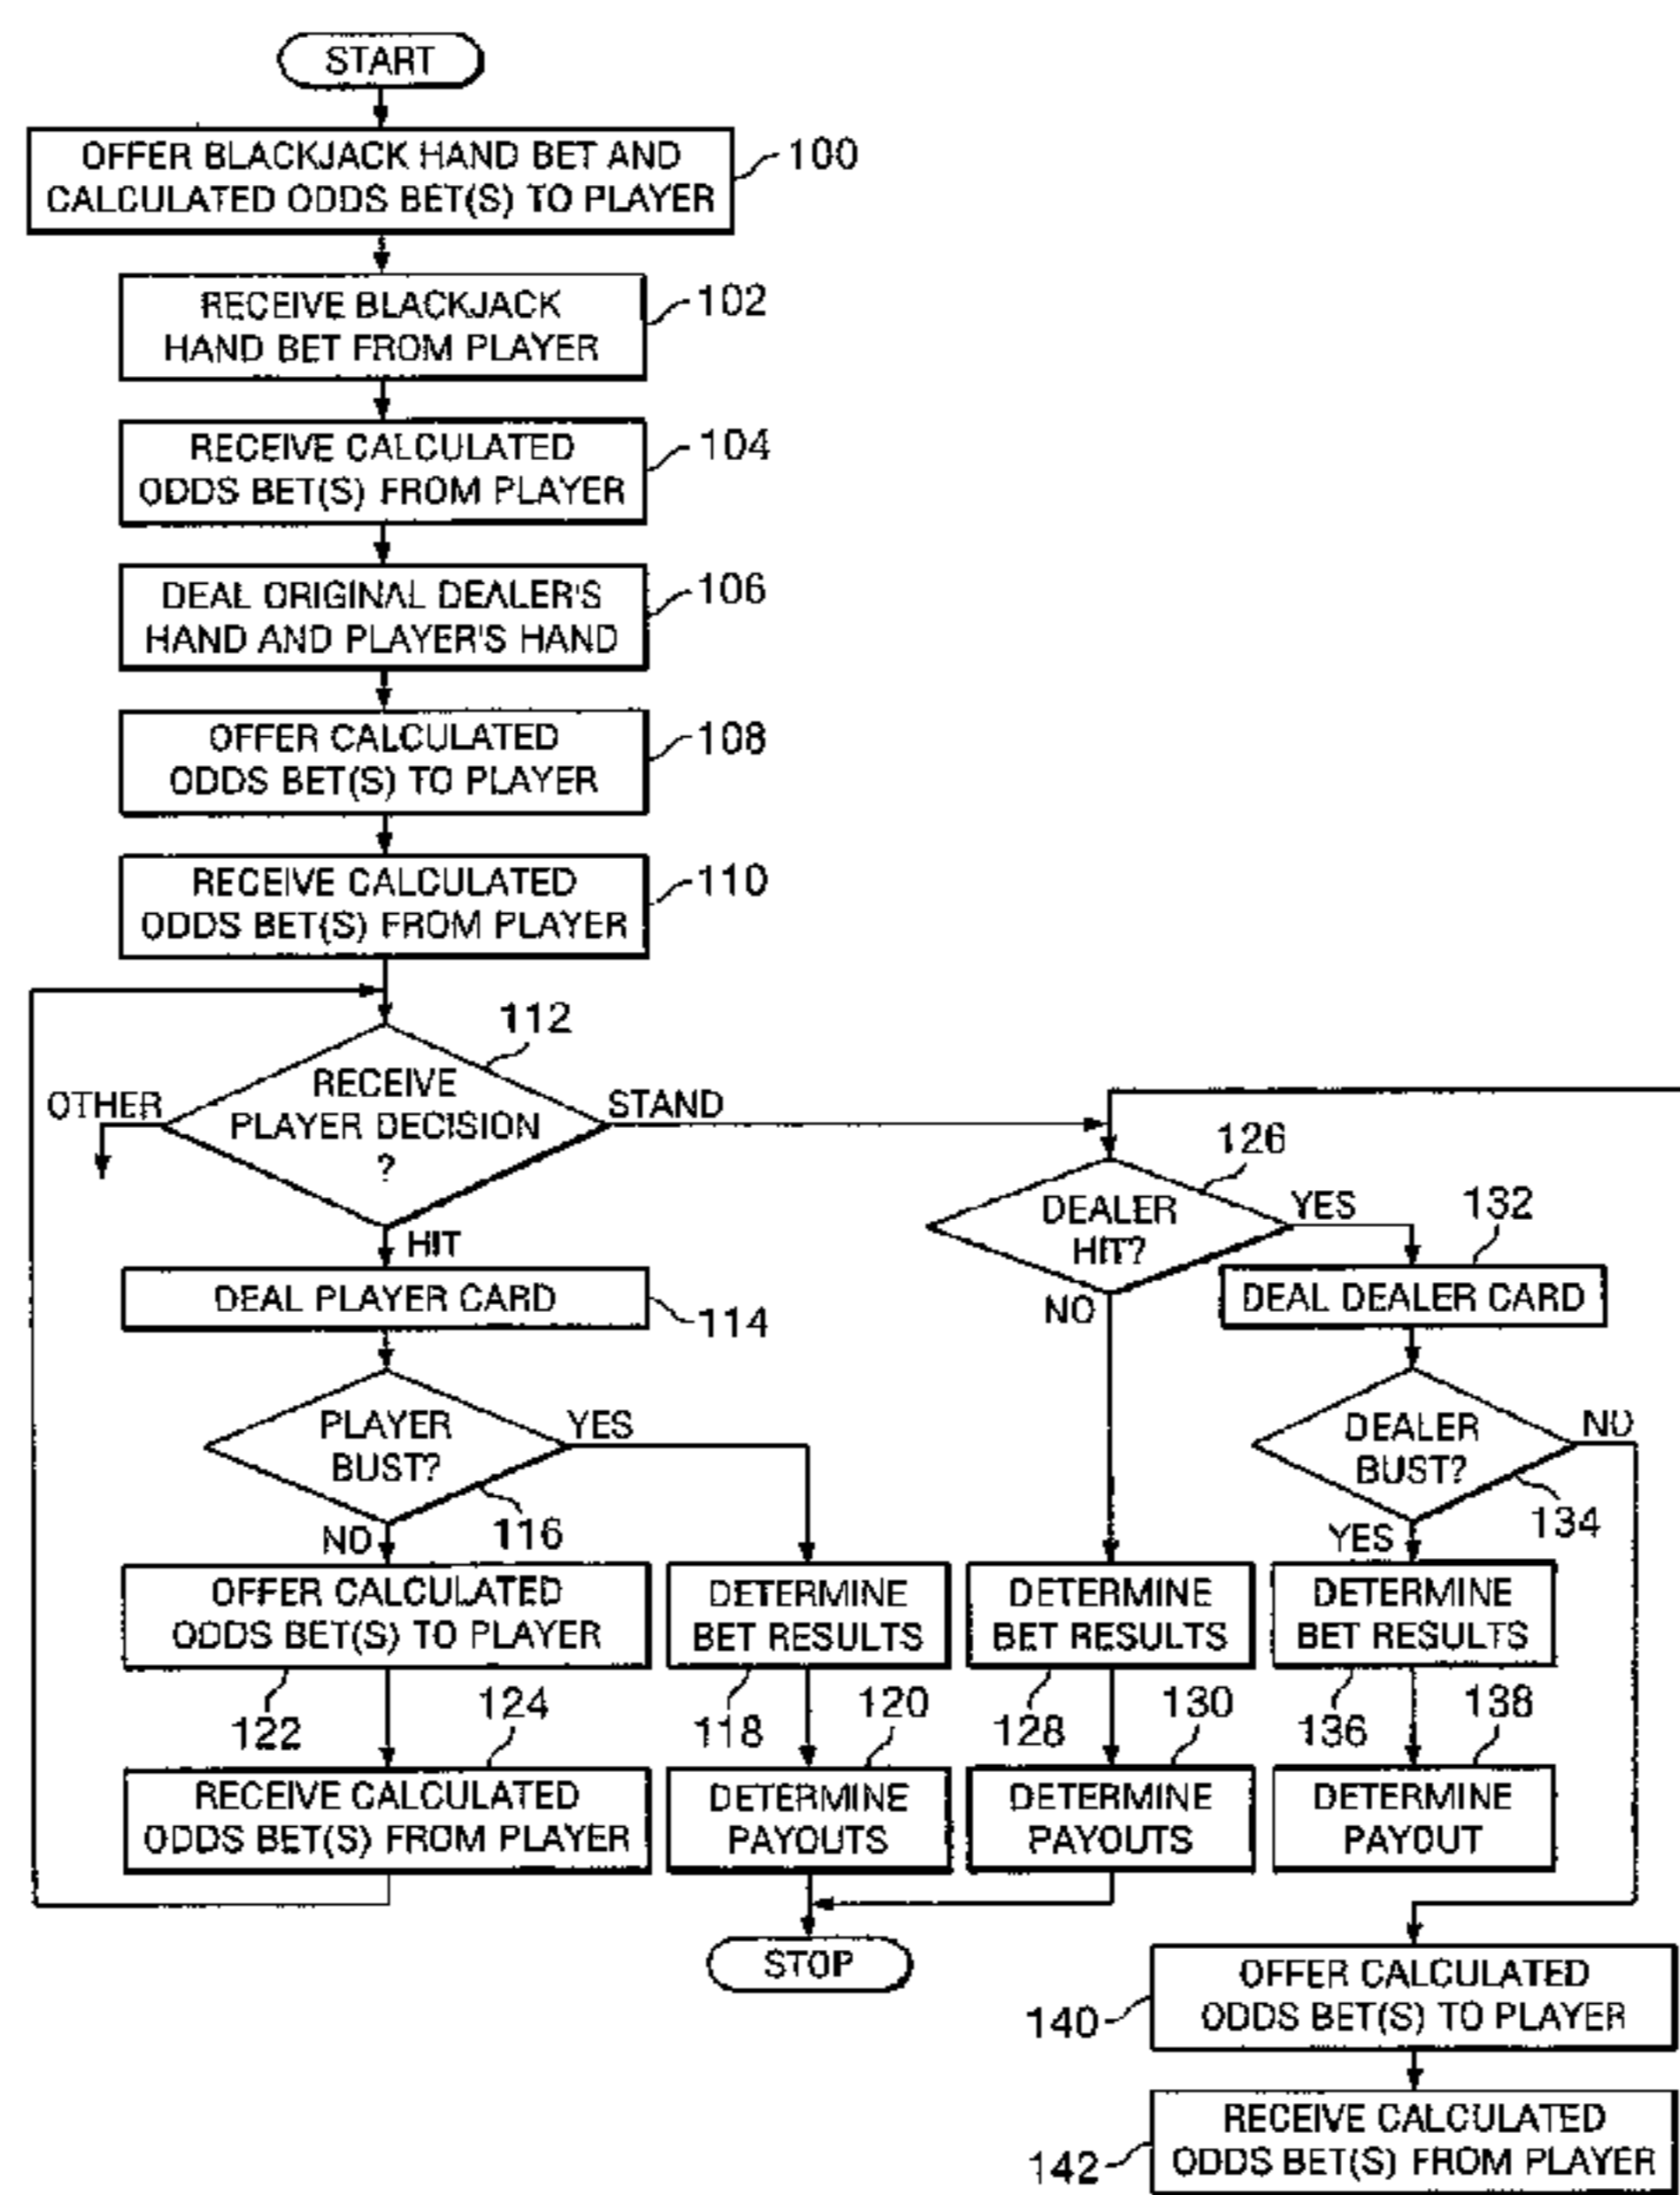 START
OFFER BLACKJACK HAND BET AND
CALCULATED ODDS BET(S) TO PLAYER
100
RECEIVE BLACKJACK
HAND BET FROM PLAYER
102
RECEIVE CALCULATED
ODDS BET(S) FROM PLAYER
104
DEAL ORIGINAL DEALER'S
HAND AND PLAYER'S HAND
106
OFFER CALCULATED
ODDS BET(S) TO PLAYER
108
RECEIVE CALCULATED
ODDS BET(S) FROM PLAYER
110
112
RECEIVE
PLAYER DECISION
?
OTHER
STAND
HIT
DEAL PLAYER CARD
114
PLAYER
BUST?
YES
NO
116
OFFER CALCULATED
ODDS BET(S) TO PLAYER
122
124
RECEIVE CALCULATED
ODDS BET(S) FROM PLAYER
DETERMINE
BET RESULTS
118
120
DETERMINE
PAYOUTS
STOP
126
DEALER
HIT?
YES
NO
DETERMINE
BET RESULTS
128
130
DETERMINE
PAYOUTS
132
DEAL DEALER CARD
DEALER
BUST?
NO
134
YES
DETERMINE
BET RESULTS
136
138
DETERMINE
PAYOUT
OFFER CALCULATED
ODDS BET(S) TO PLAYER
140
RECEIVE CALCULATED
ODDS BET(S) FROM PLAYER
142